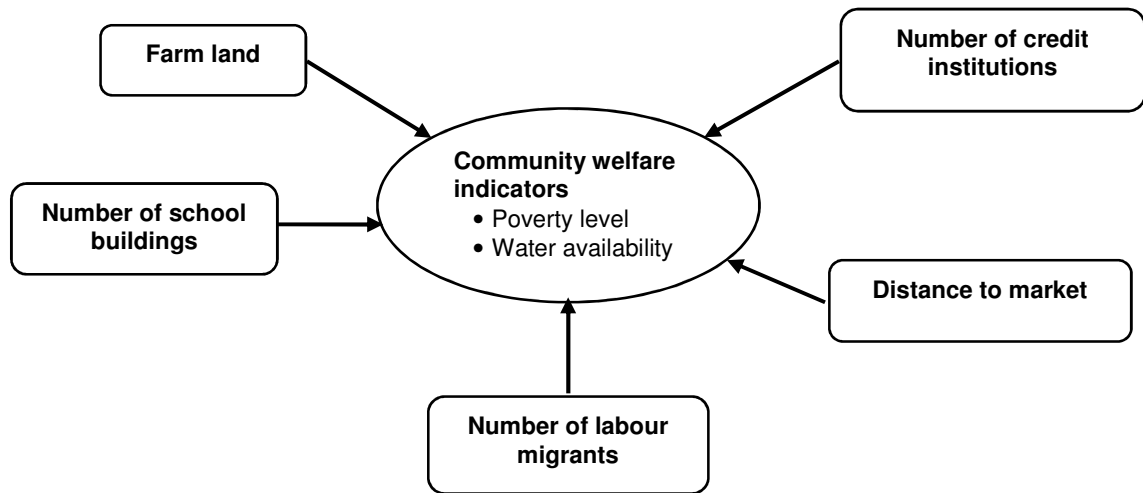 Farm land
Number of credit
institutions
Community welfare
indicators
• Poverty level
• Water availability
Number of school
buildings
Distance to market
Number of labour
migrants